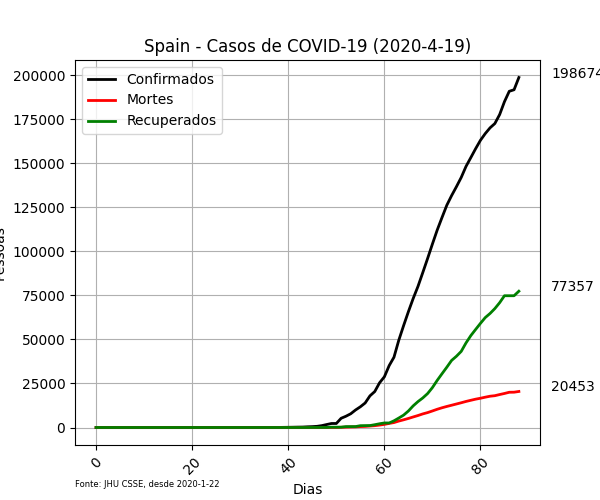 Spain - Casos de COVID-19 (2020-4-19)
Confirmados
Mortes
Recuperados
200000
175000
150000
125000
100000
75000
50000
25000
0
198674
77357
20453
0
20
40
60
80
Dias
Fonte: JHU CSSE, desde 2020-1-22